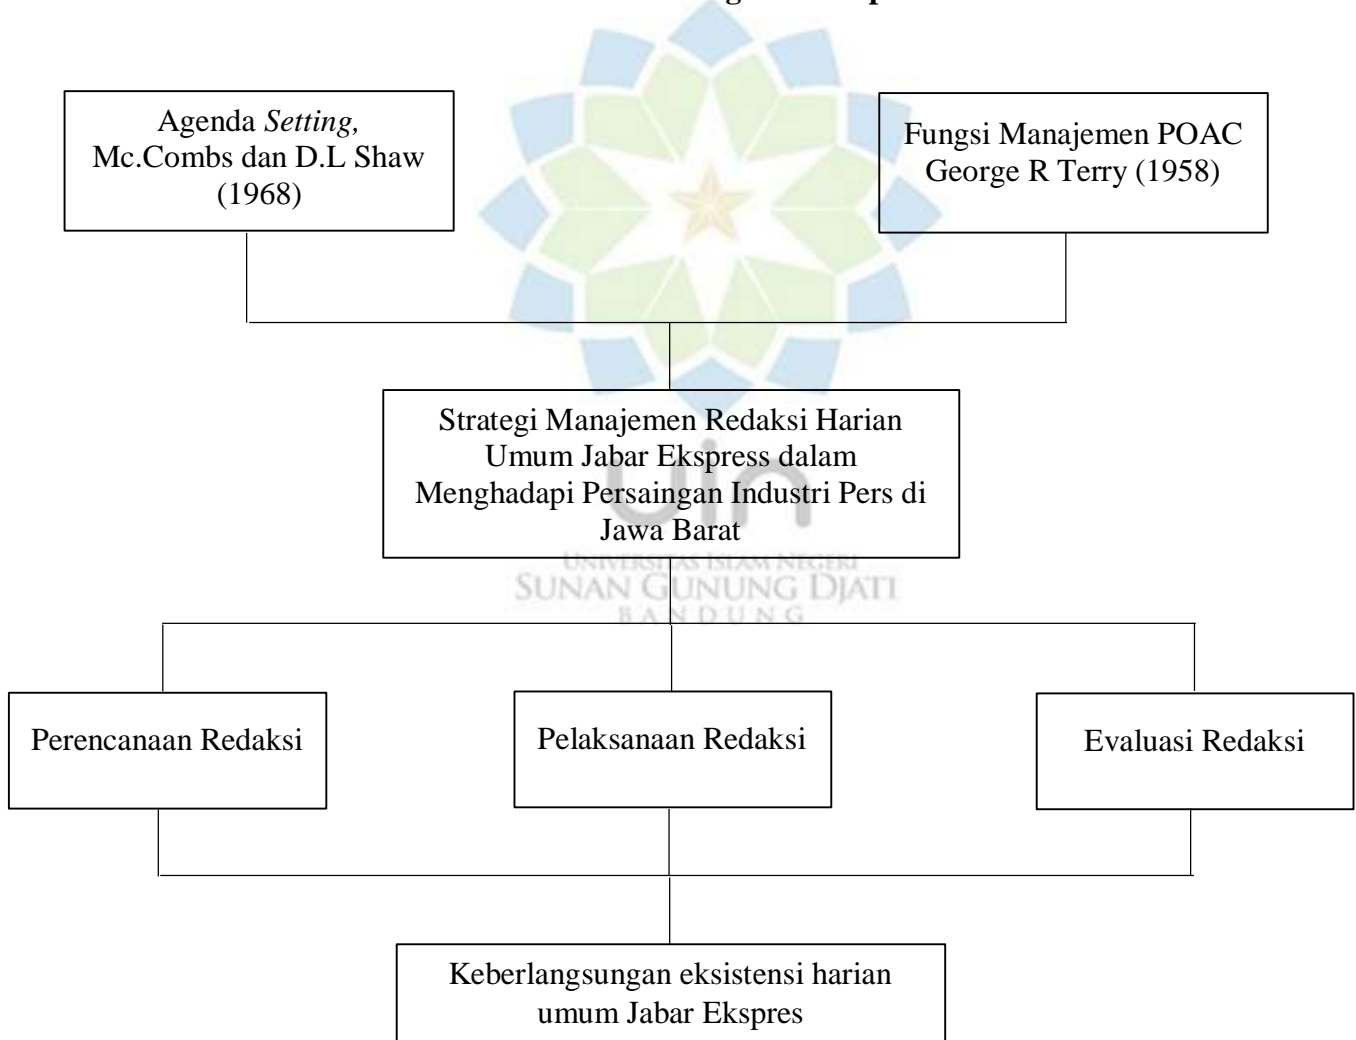 Agenda Setting,
Mc.Combs dan D.L Shaw
(1968)
Fungsi Manajemen POAC
George R Terry (1958)
Strategi Manajemen Redaksi Harian
Umum Jabar Ekspress dalam
Menghadapi Persaingan Industri Pers di
Jawa Barat
uin
UNIVERSITAS ISLAM NEGERI
SUNAN GUNUNG DJATI
BANDUNG
Perencanaan Redaksi
Pelaksanaan Redaksi
Evaluasi Redaksi
Keberlangsungan eksistensi harian
umum Jabar Ekspres